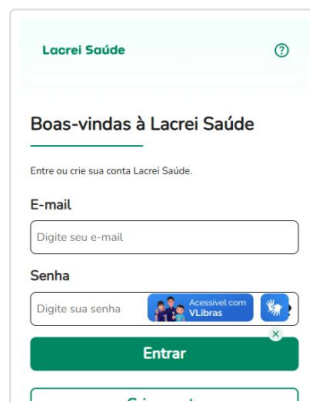 Lacrei Saúde
Boas-vindas à Lacrei Saúde
Entre ou crie sua conta Lacrei Saúde.
E-mail
Digite seu e-mail
Senha
Digite sua senha
Acessível com
VLibras
Entrar